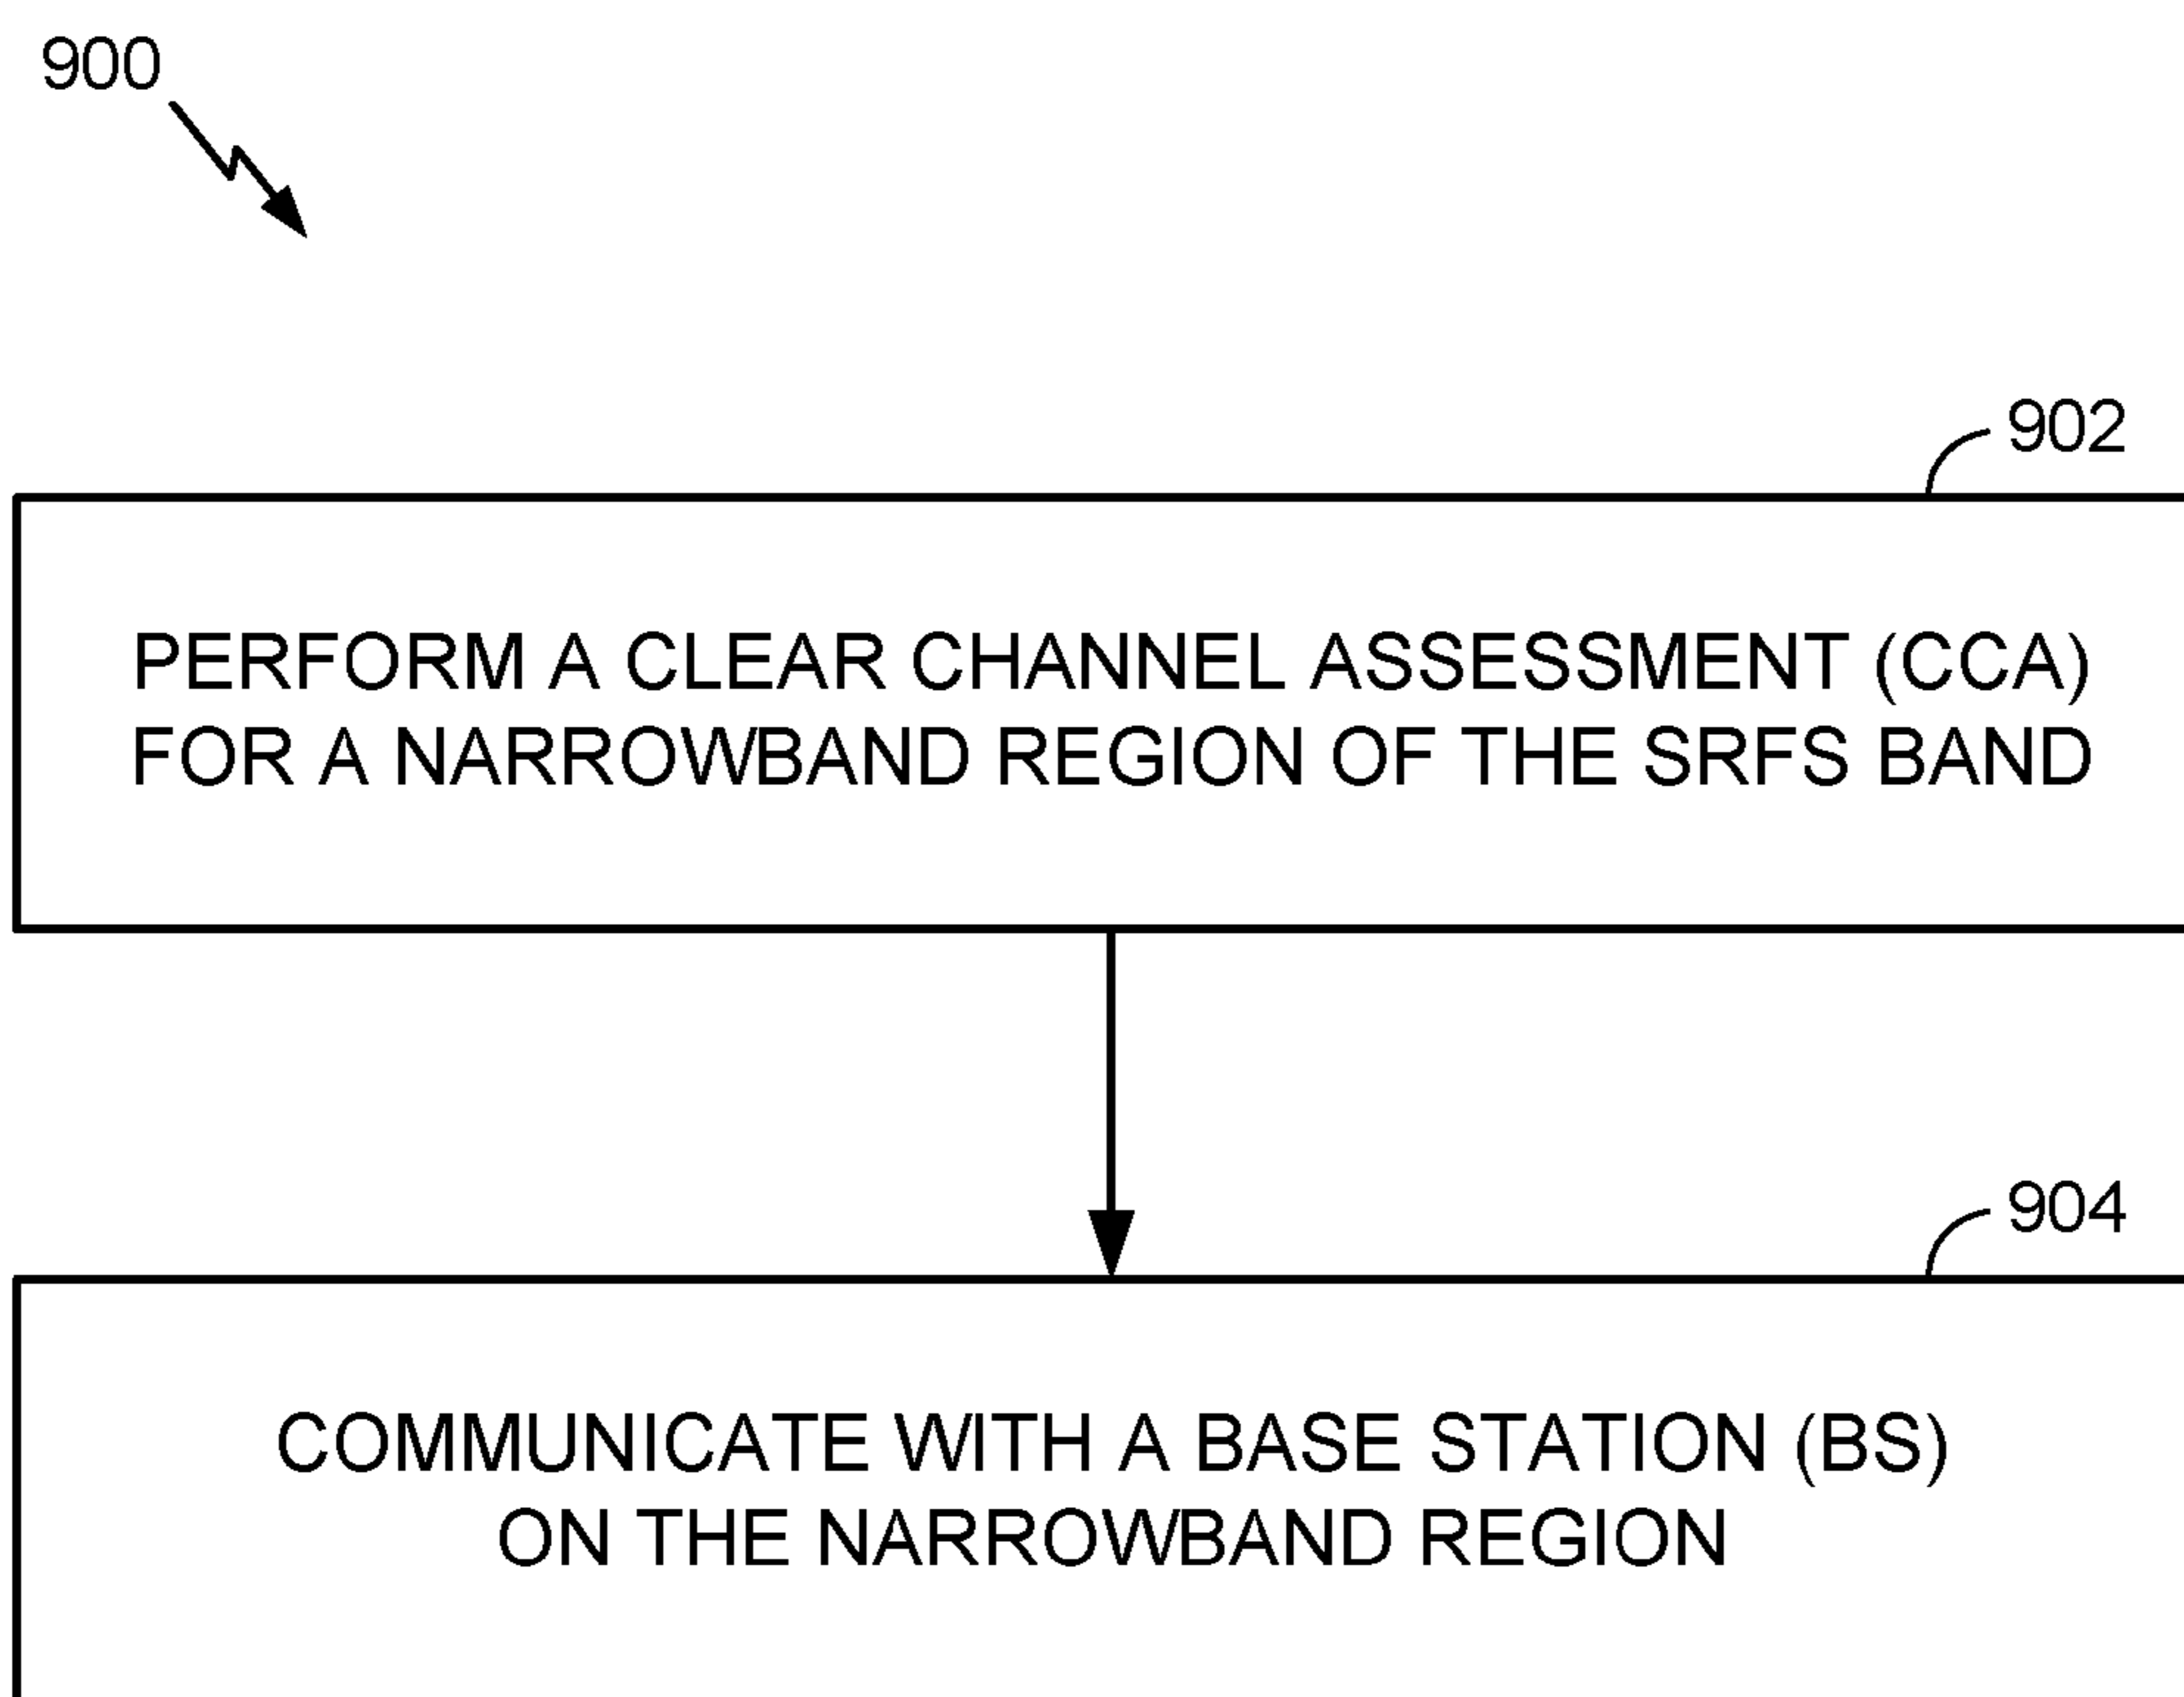 900
902
PERFORM A CLEAR CHANNEL ASSESSMENT (CCA)
FOR A NARROWBAND REGION OF THE SRFS BAND
904
COMMUNICATE WITH A BASE STATION (BS)
ON THE NARROWBAND REGION